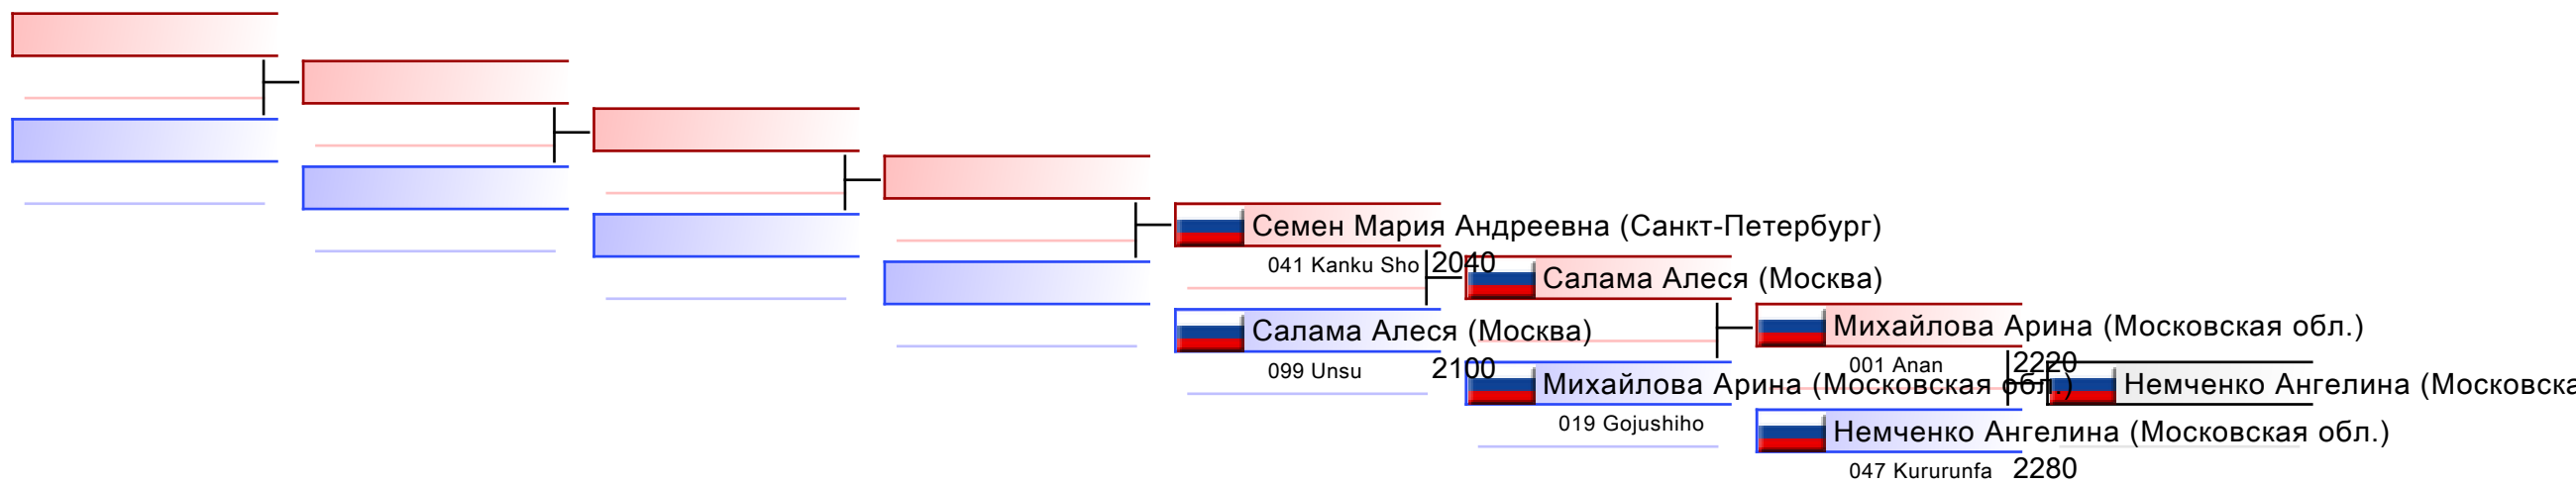 Семен Мария Андреевна (Санкт-Петербург)
041 Kanku Sho 2040
Салама Алеся (Москва)
Салама Алеся (Москва)
099 Unsu 2100
Михайлова Арина (Московская обл.)
001 Anan 2220
Михайлова Арина (Московская обл.)
019 Gojushiho
Немченко Ангелина (Московска
Немченко Ангелина (Московская обл.)
047 Kururunfa 2280